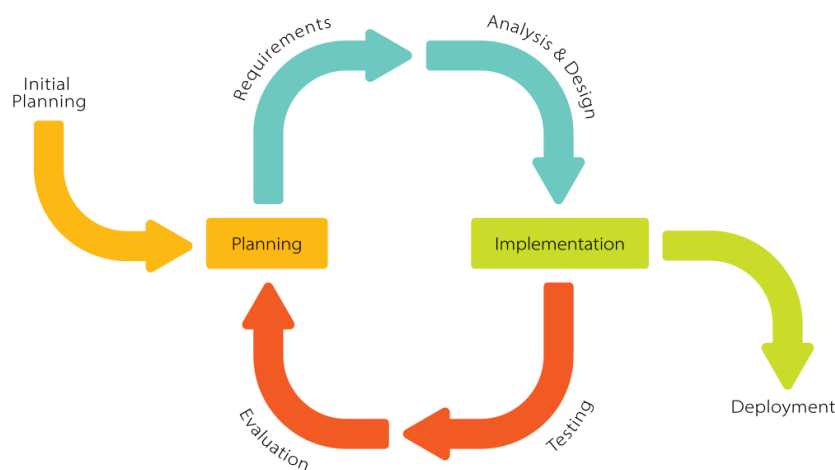 Requirements
Analysis & Design
Initial
Planning
Planning
Implementation
Deployment
Evaluation
Testing